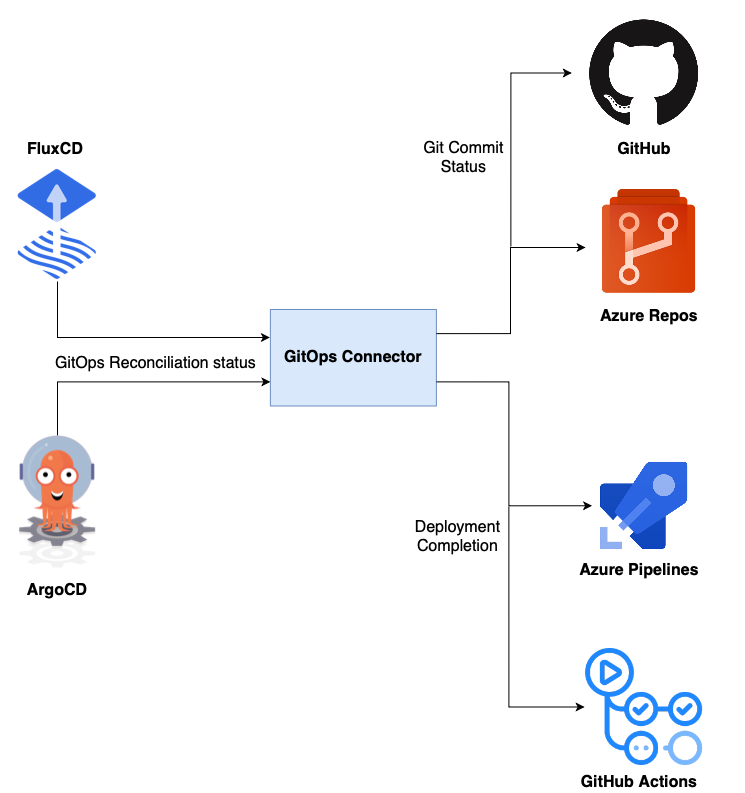 FluxCD
GitOps Reconciliation status
ArgoCD
GitOps Connector
Git Commit
Status
GitHub
Azure Repos
Deployment
Completion
Azure Pipelines
GitHub Actions